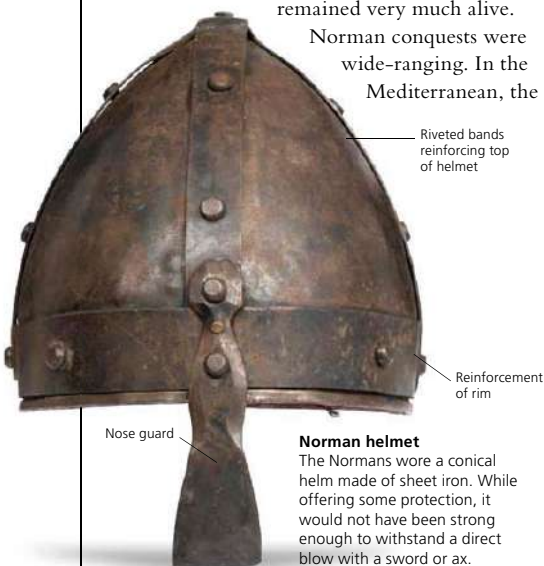 remained very much alive.
Norman conquests were
wide-ranging. In the
Mediterranean, the
Riveted bands
reinforcing top
of helmet
Reinforcement
of rim
Nose guard
Norman helmet
The Normans wore a conical
helm made of sheet iron. While
offering some protection, it
would not have been strong
enough to withstand a direct
blow with a sword or ax.